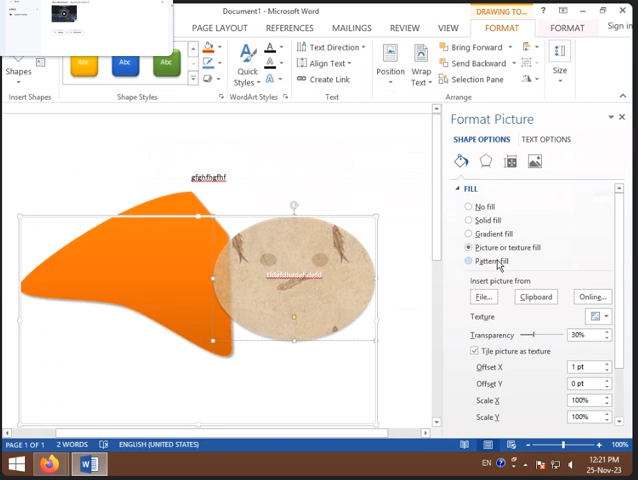 Document1 - Microsoft Word
DRAWING TO...
Sign in
PAGE LAYOUT REFERENCES MAILINGS REVIEW VIEW FORMAT FORMAT
Shapes
Abc Abc Abc
Quick Styles
Text Direction
Align Text
Create Link
Position
Wrap Text
Bring Forward
Send Backward
Selection Pane
Size
Insert Shapes Shape Styles WordArt Styles Text Arrange
Format Picture
SHAPE OPTIONS TEXT OPTIONS
FILL
No fill
Solid fill
Gradient fill
Picture or texture fill
Pattern fill
Insert picture from
File... Clipboard Online...
Texture
Transparency 30%
Tile picture as texture
Offset X 1 pt
Offset Y 0 pt
Scale X 100%
Scale Y 100%
gfghfhgfhf
PAGE 1 OF 1 2 WORDS ENGLISH (UNITED STATES) 100%
EN 12:21 PM
25-Nov-23